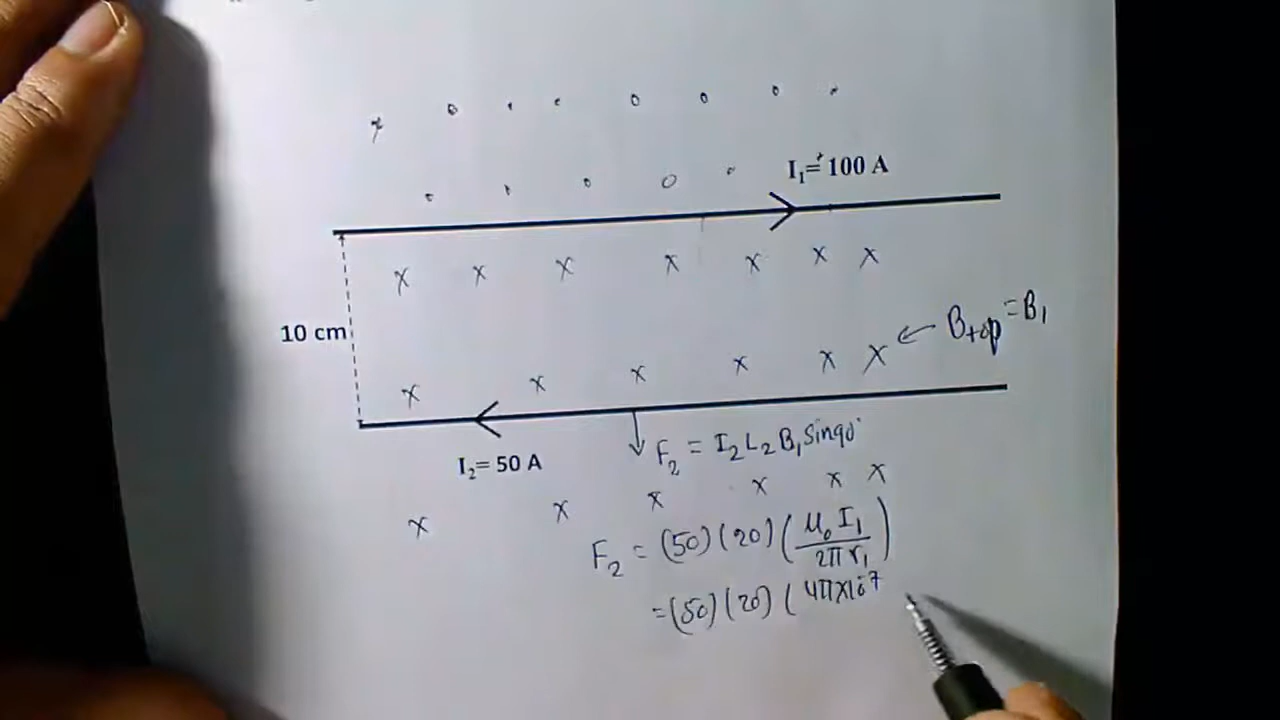 I₁= 100 A
10 cm
B_top = B₁
F₂ = I₂ L₂ B₁ Sin90°
I₂= 50 A
F₂ = (50)(20)(μ₀ I₁ / 2π r₁)
=(50)(20)(4π×10⁻⁷